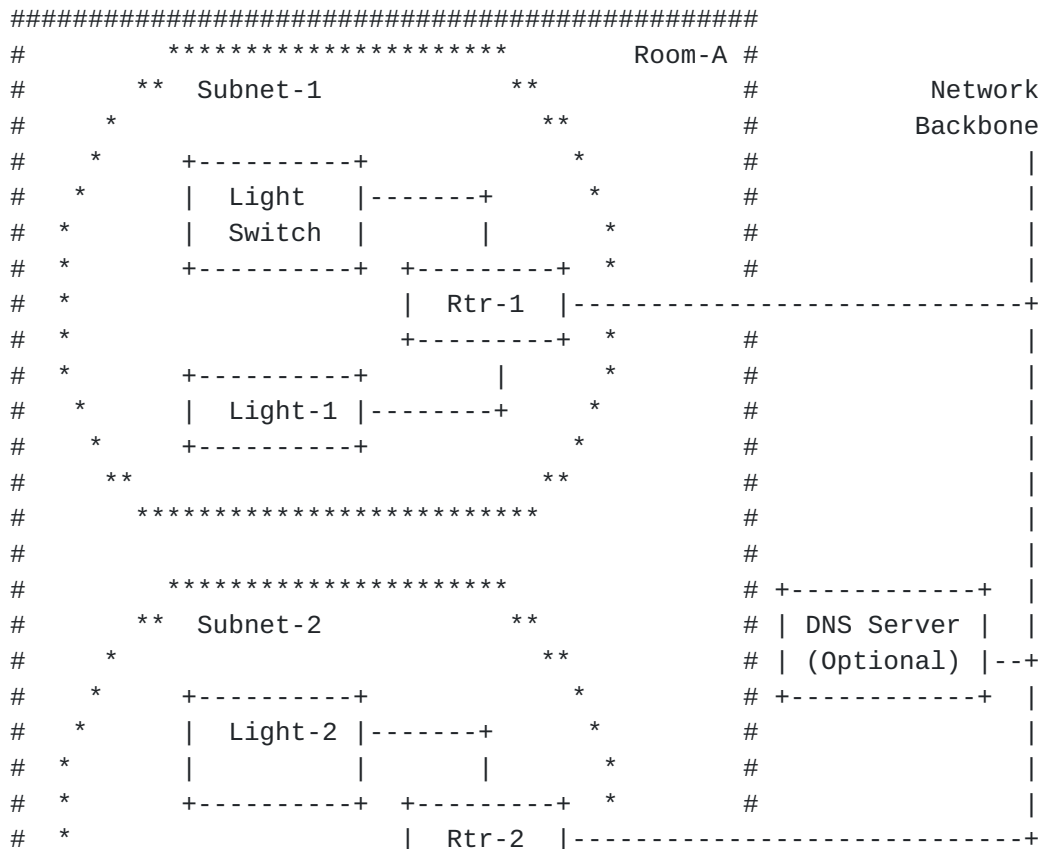 ################################################
#         **********************        Room-A #
#       **  Subnet-1            **             #           Network
#     *                           **           #          Backbone
#    *     +----------+             *          #                 |
#   *      |  Light   |-------+      *         #                 |
#  *       |  Switch  |       |       *        #                 |
#  *       +----------+  +---------+  *        #                 |
#  *                     |  Rtr-1  |-----------------------------+
#  *                     +---------+  *        #                 |
#  *       +----------+        |      *        #                 |
#   *      |  Light-1 |--------+     *         #                 |
#    *     +----------+             *          #                 |
#     **                          **           #                 |
#       **************************             #                 |
#                                              #                 |
#         **********************               # +------------+  |
#       **  Subnet-2            **             # | DNS Server |  |
#     *                           **           # | (Optional) |--+
#    *     +----------+             *          # +------------+  |
#   *      |  Light-2 |-------+      *         #                 |
#  *       |          |       |       *        #                 |
#  *       +----------+  +---------+  *        #                 |
#  *                     |  Rtr-2  |-----------------------------+